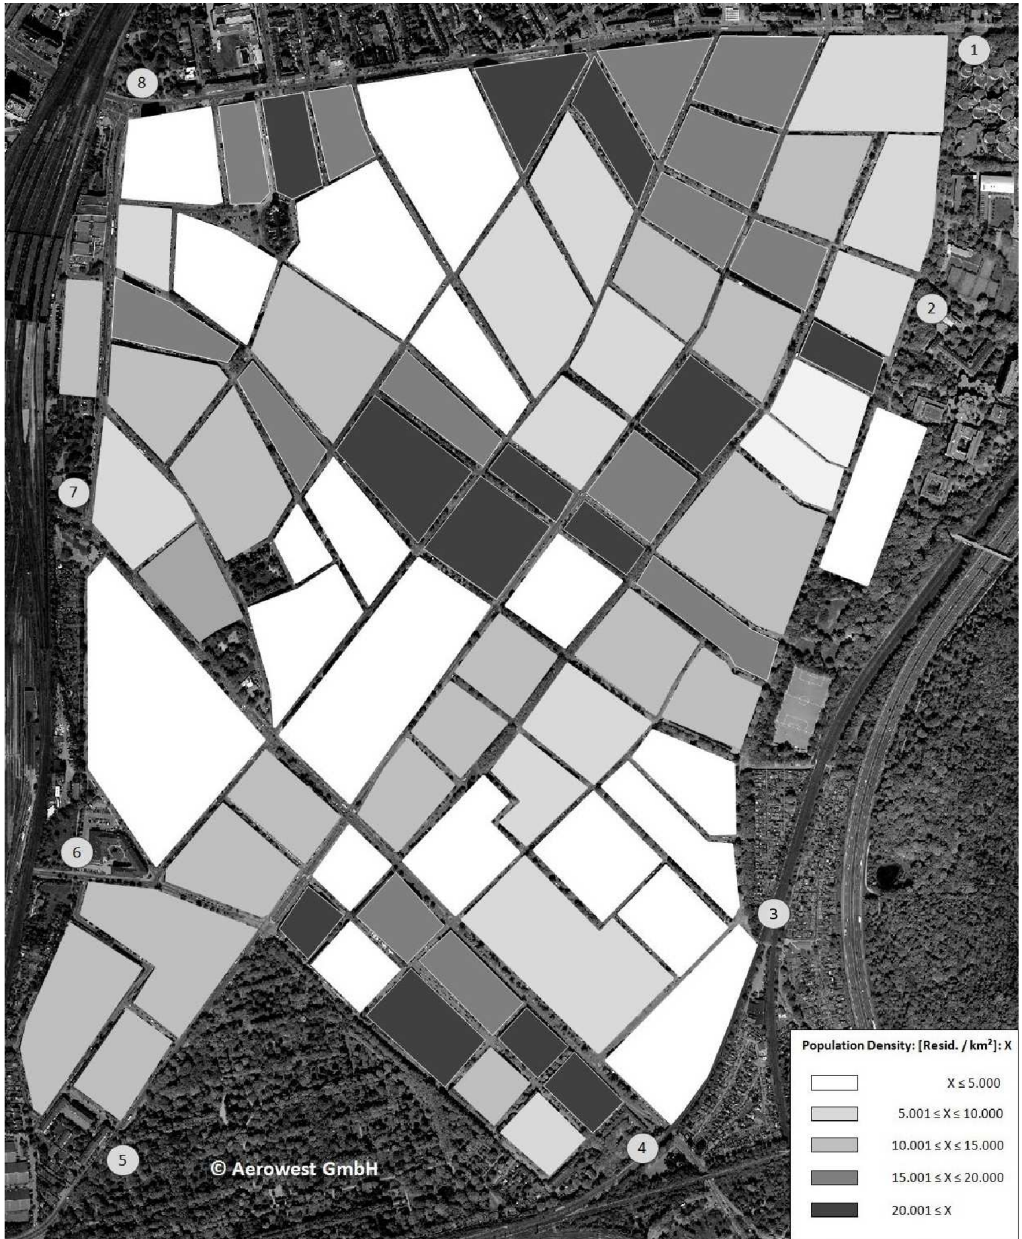 8
1
2
7
6
3
5
4
© Aerowest GmbH
Population Density: [Resid. / km²]: X
X ≤ 5.000
5.001 ≤ X ≤ 10.000
10.001 ≤ X ≤ 15.000
15.001 ≤ X ≤ 20.000
20.001 ≤ X